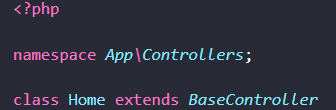 <?php
namespace App\Controllers;
class Home extends BaseController